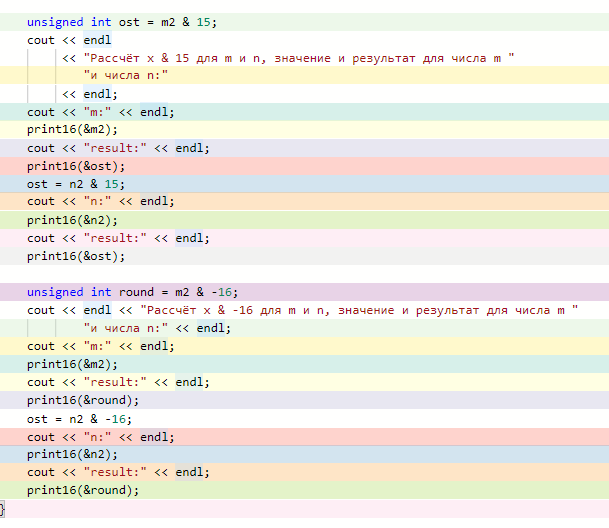 unsigned int ost = m2 & 15;
cout << endl
<< "Рассчёт x & 15 для m и n, значение и результат для числа m "
"и числа n:"
<< endl;
cout << "m:" << endl;
print16(&m2);
cout << "result:" << endl;
print16(&ost);
ost = n2 & 15;
cout << "n:" << endl;
print16(&n2);
cout << "result:" << endl;
print16(&ost);
unsigned int round = m2 & -16;
cout << endl << "Рассчёт x & -16 для m и n, значение и результат для числа m "
"и числа n:" << endl;
cout << "m:" << endl;
print16(&m2);
cout << "result:" << endl;
print16(&round);
ost = n2 & -16;
cout << "n:" << endl;
print16(&n2);
cout << "result:" << endl;
print16(&round);
}